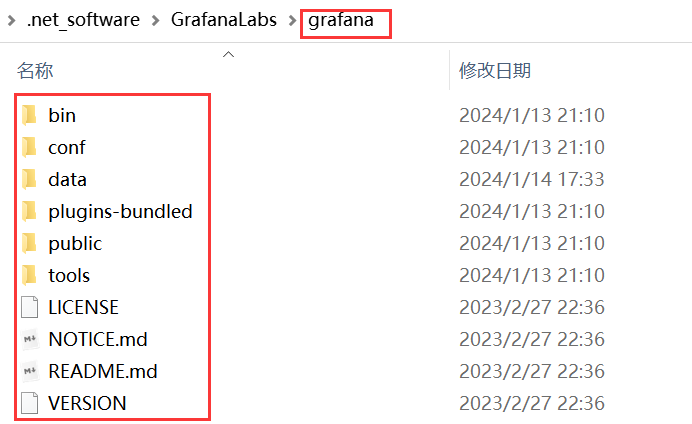 .net_software > GrafanaLabs > grafana
名称 修改日期
bin 2024/1/13 21:10
conf 2024/1/13 21:10
data 2024/1/14 17:33
plugins-bundled 2024/1/13 21:10
public 2024/1/13 21:10
tools 2024/1/13 21:10
LICENSE 2023/2/27 22:36
NOTICE.md 2023/2/27 22:36
README.md 2023/2/27 22:36
VERSION 2023/2/27 22:36